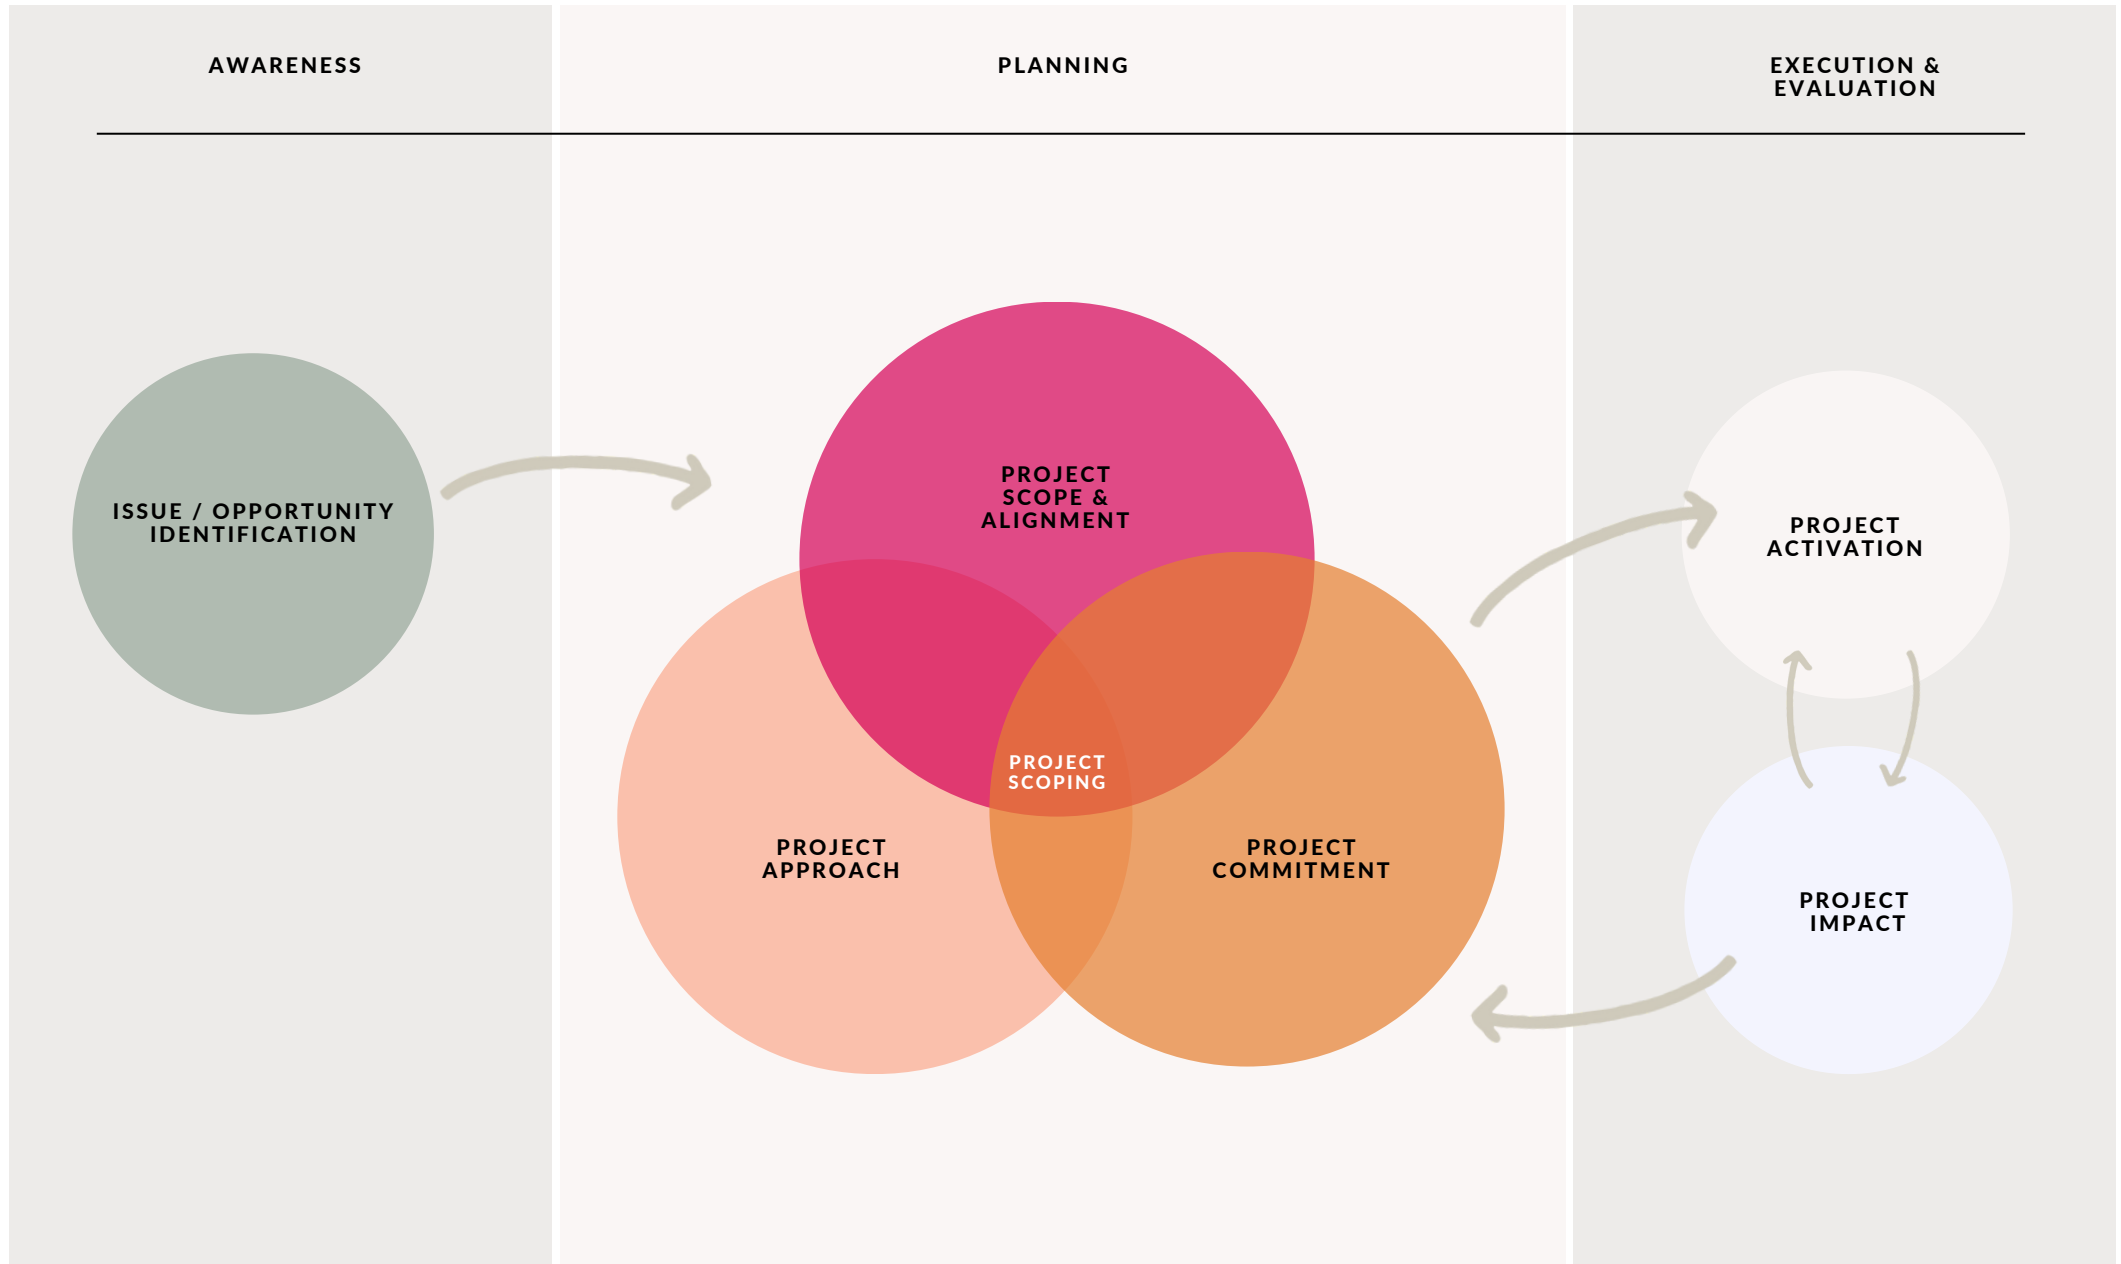 AWARENESS
PLANNING
EXECUTION &
EVALUATION
ISSUE / OPPORTUNITY
IDENTIFICATION
PROJECT
SCOPE &
ALIGNMENT
PROJECT
SCOPING
PROJECT
APPROACH
PROJECT
COMMITMENT
PROJECT
ACTIVATION
PROJECT
IMPACT